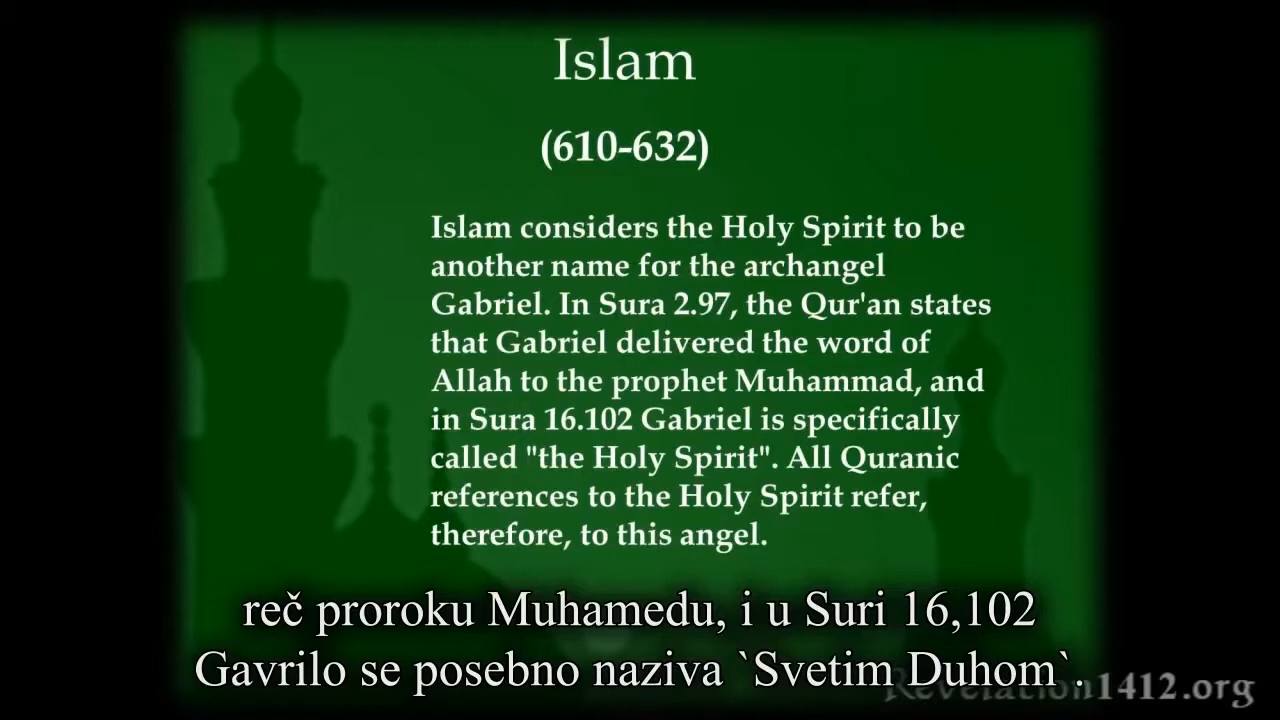 Islam
(610-632)
Islam considers the Holy Spirit to be
another name for the archangel
Gabriel. In Sura 2.97, the Qur'an states
that Gabriel delivered the word of
Allah to the prophet Muhammad, and
in Sura 16.102 Gabriel is specifically
called "the Holy Spirit". All Quranic
references to the Holy Spirit refer,
therefore, to this angel.
reč proroku Muhamedu, i u Suri 16,102
Gavrilo se posebno naziva `Svetim Duhom`.
Revelation1412.org